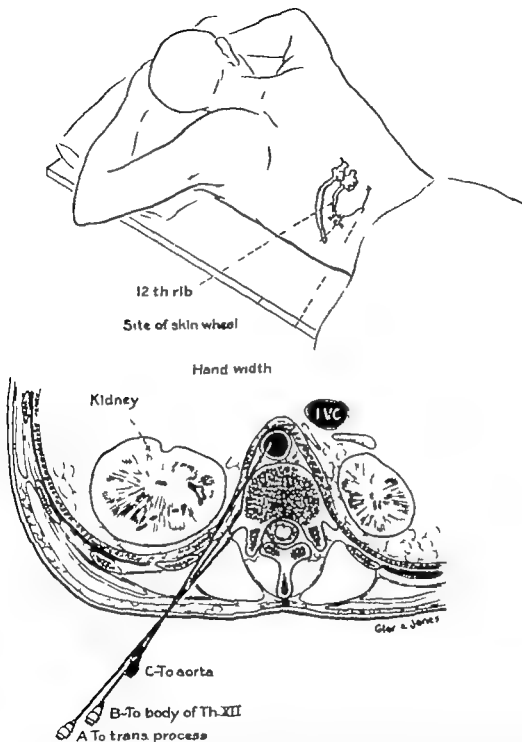 12 th rib
Site of skin wheal
Hand width
Kidney
IVC
C-To aorta
B-To body of Th XII
A To trans. process